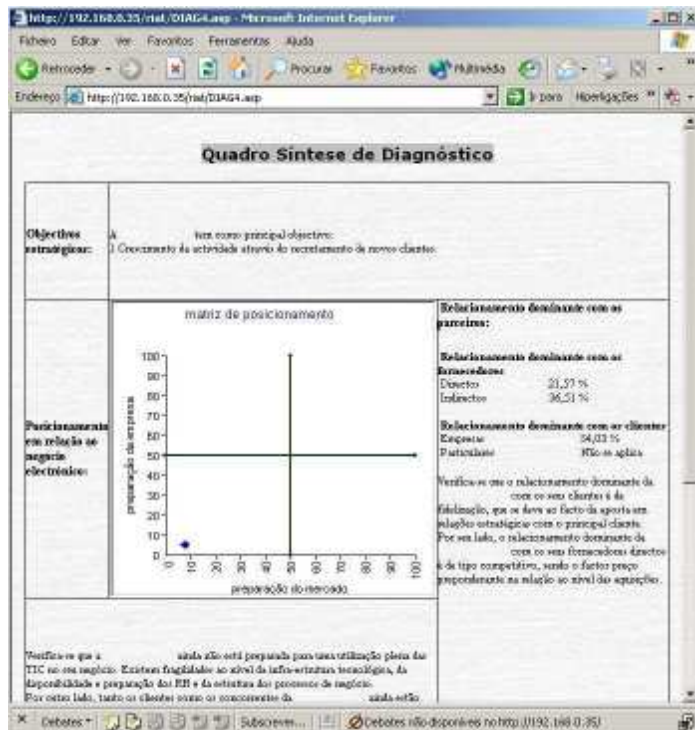 http://192.168.0.35/rial/DIAG4.asp - Microsoft Internet Explorer
Ficheiro Editar Ver Favoritos Ferramentas Ajuda
Retroceder Procurar Favoritos Multimédia
Endereço http://192.168.0.35/rial/DIAG4.asp Ir para Hiperligações »
Quadro Síntese de Diagnóstico
Objectivos
estratégicos:
A tem como principal objectivo:
Crescimento da actividade através do recrutamento de novos clientes.
Posicionamento
em relação ao
negócio
electrónico:
matriz de posicionamento
preparação da empresa
100
90
80
70
60
50
40
30
20
10
0
0 10 20 30 40 50 60 70 80 90 100
preparação do mercado
Relacionamento dominante com os
parceiros:
Relacionamento dominante com os
fornecedores
Directos 21,57 %
Indirectos 36,51 %
Relacionamento dominante com os clientes
Empresas 54,03 %
Particulares Não se aplica
Verifica-se que o relacionamento dominante da
com os seus clientes é da
fidelização, que se deve ao facto da aposta em
relações estratégicas com o principal cliente.
Por seu lado, o relacionamento dominante da
com os seus fornecedores directos
é de tipo competitivo, sendo o factor preço
preponderante na relação ao nível das aquisições.
Verifica-se que a ainda não está preparada para uma utilização plena das
TIC no seu negócio. Existem fragilidades ao nível da infra-estrutura tecnológica, da
disponibilidade e preparação dos RH e da estrutura dos processos de negócio.
Por outro lado, tanto os clientes como os concorrentes da ainda estão
Debates Subscrever... Debates não disponíveis no http://192.168.0.35/